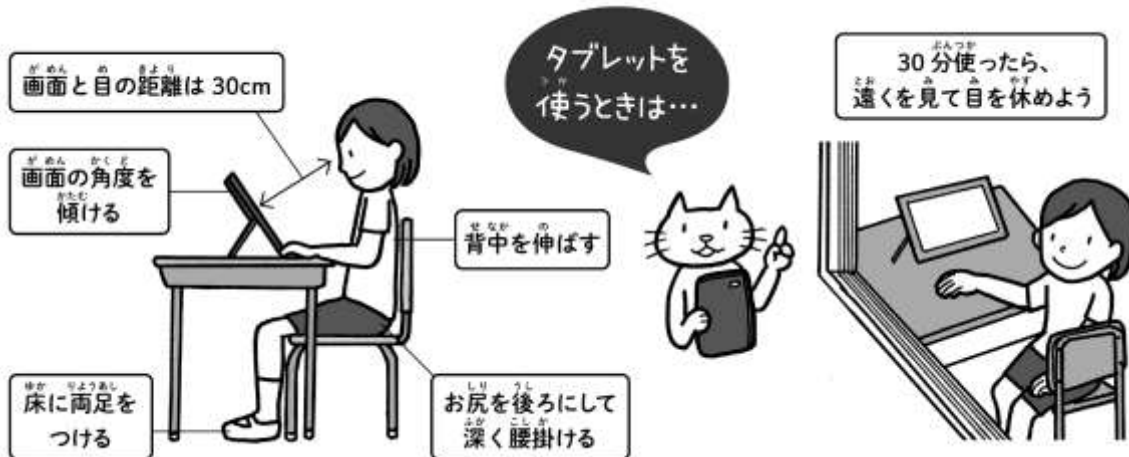 タブレットを
使うときは…
画面と目の距離は 30cm
画面の角度を
傾ける
背中を伸ばす
床に両足を
つける
お尻を後ろにして
深く腰掛ける
30 分使ったら、
遠くを見て目を休めよう